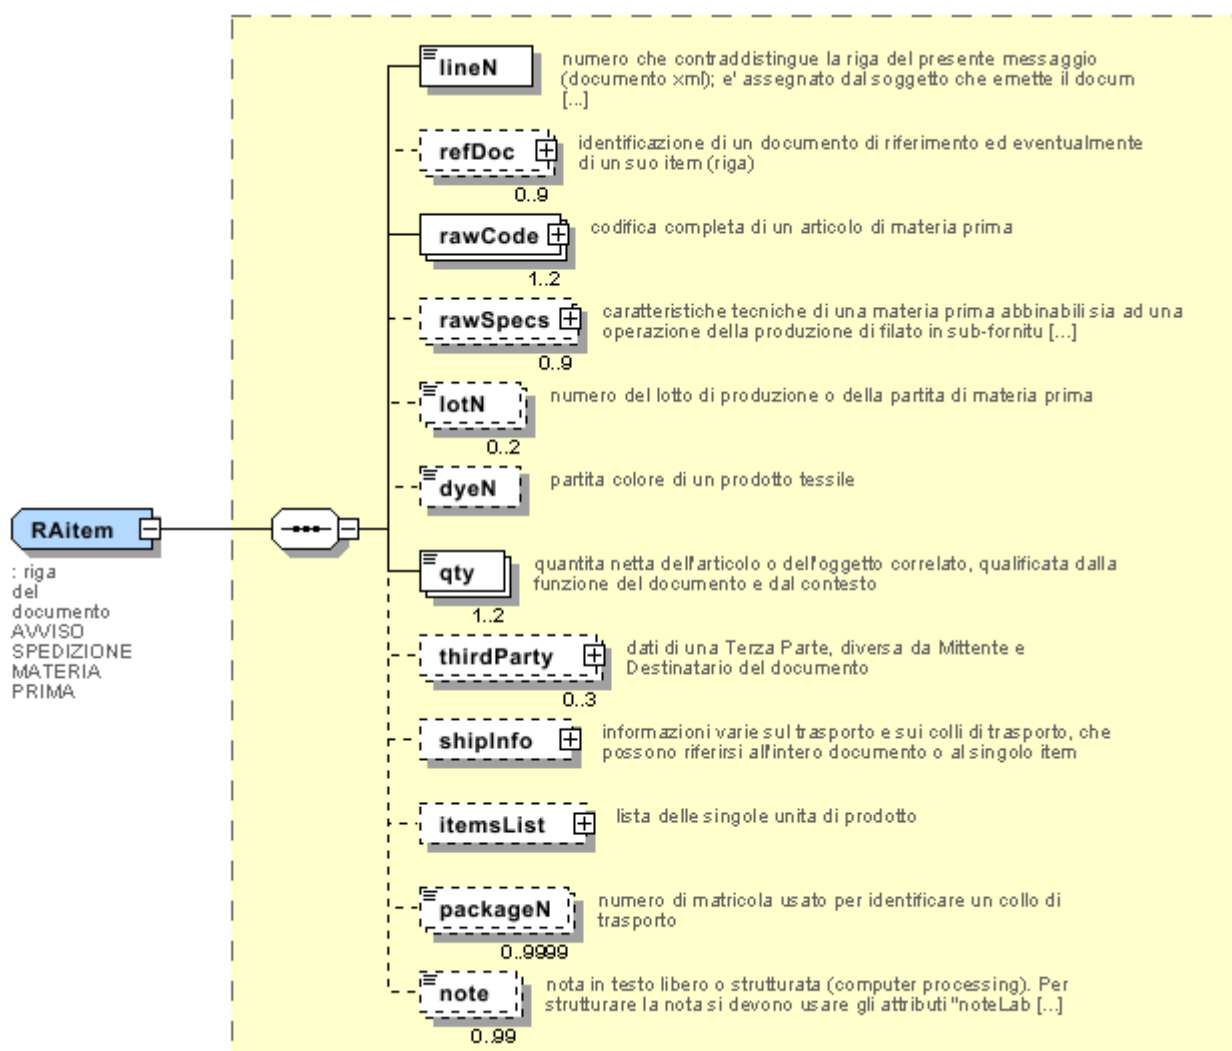 lineN
numero che contraddistingue la riga del presente messaggio
(documento xml); e' assegnato dal soggetto che emette il docum
[...]
refDoc
identificazione di un documento di riferimento ed eventualmente
di un suo item (riga)
0..9
rawCode
codifica completa di un articolo di materia prima
1..2
rawSpecs
caratteristiche tecniche di una materia prima abbinabili sia ad una
operazione della produzione di filato in sub-fornitu [...]
0..9
lotN
numero del lotto di produzione o della partita di materia prima
0..2
dyeN
partita colore di un prodotto tessile
RAitem
: riga
del
documento
AVVISO
SPEDIZIONE
MATERIA
PRIMA
qty
quantita netta dell'articolo o dell'oggetto correlato, qualificata dalla
funzione del documento e dal contesto
1..2
thirdParty
dati di una Terza Parte, diversa da Mittente e
Destinatario del documento
0..3
shipInfo
informazioni varie sul trasporto e sui colli di trasporto, che
possono riferirsi all'intero documento o al singolo item
itemsList
lista delle singole unita di prodotto
packageN
numero di matricola usato per identificare un collo di
trasporto
0..9999
note
nota in testo libero o strutturata (computer processing). Per
strutturare la nota si devono usare gli attributi "noteLab [...]
0..99